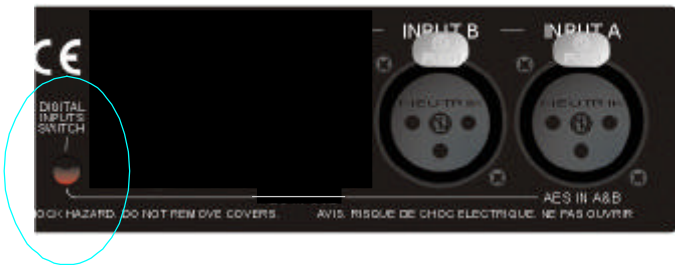 INPUT B
INPUT A
CE
DIGITAL
INPUTS
SWITCH
NEUTRIK
NEUTRIK
AES IN A&B
OCK HAZARD. DO NOT REMOVE COVERS.
AVIS. RISQUE DE CHOC ELECTRIQUE. NE PAS OUVRIR